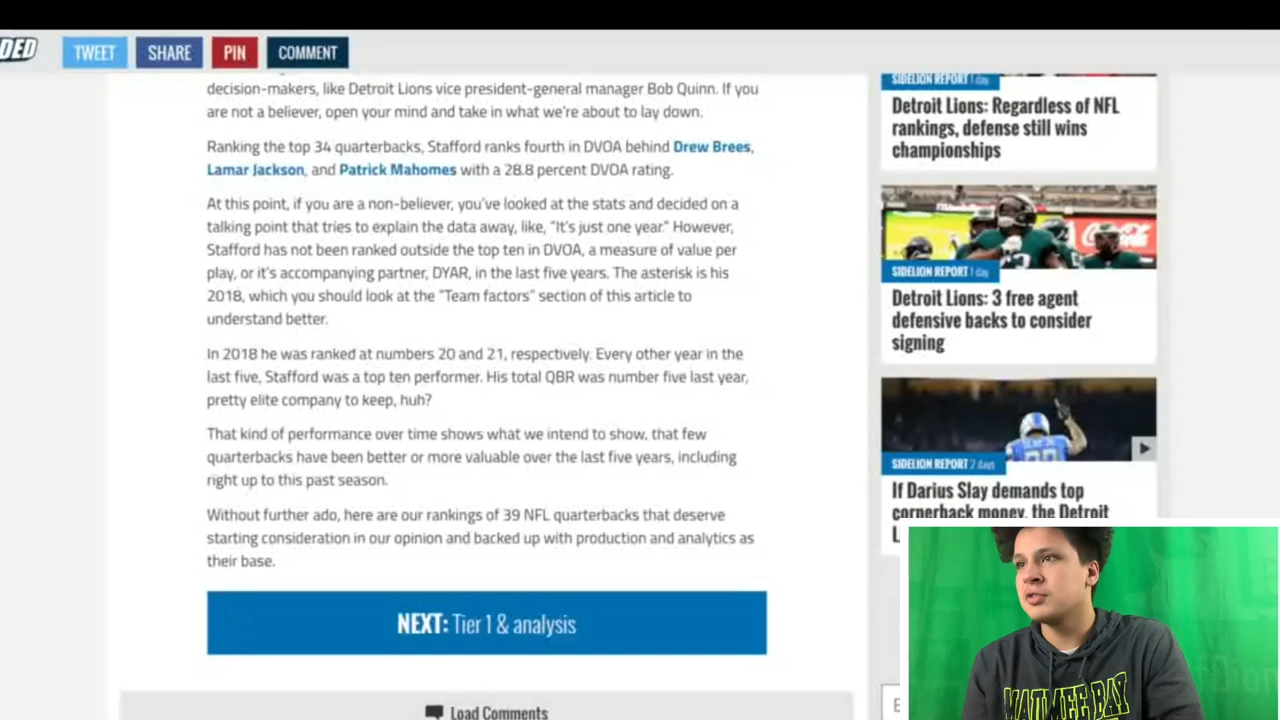 DED
TWEET
SHARE
PIN
COMMENT
decision-makers, like Detroit Lions vice president-general manager Bob Quinn. If you
are not a believer, open your mind and take in what we're about to lay down.
Ranking the top 34 quarterbacks, Stafford ranks fourth in DVOA behind Drew Brees,
Lamar Jackson, and Patrick Mahomes with a 28.8 percent DVOA rating.
At this point, if you are a non-believer, you've looked at the stats and decided on a
talking point that tries to explain the data away, like, "It's just one year." However,
Stafford has not been ranked outside the top ten in DVOA, a measure of value per
play, or it's accompanying partner, DYAR, in the last five years. The asterisk is his
2018, which you should look at the "Team factors" section of this article to
understand better.
In 2018 he was ranked at numbers 20 and 21, respectively. Every other year in the
last five, Stafford was a top ten performer. His total QBR was number five last year,
pretty elite company to keep, huh?
That kind of performance over time shows what we intend to show, that few
quarterbacks have been better or more valuable over the last five years, including
right up to this past season.
Without further ado, here are our rankings of 39 NFL quarterbacks that deserve
starting consideration in our opinion and backed up with production and analytics as
their base.
NEXT: Tier 1 & analysis
Load Comments
SIDELION REPORT 1 day
Detroit Lions: Regardless of NFL
rankings, defense still wins
championships
SIDELION REPORT 1 day
Detroit Lions: 3 free agent
defensive backs to consider
signing
SIDELION REPORT 2 days
If Darius Slay demands top
cornerback money, the Detroit
MAUMEE BAY